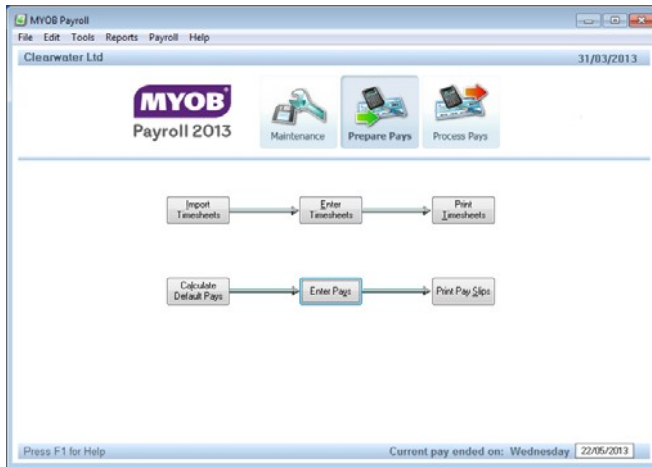 MYOB Payroll
File Edit Tools Reports Payroll Help
Clearwater Ltd 31/03/2013
MYOB
Payroll 2013
Maintenance Prepare Pays Process Pays
Import Timesheets Enter Timesheets Print Timesheets
Calculate Default Pays Enter Pays Print Pay Slips
Press F1 for Help Current pay ended on: Wednesday 22/05/2013